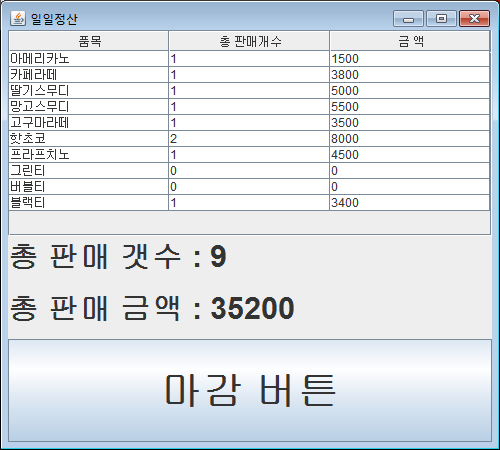 일일정산
품목 총 판매개수 금 액
아메리카노 1 1500
카페라떼 1 3800
딸기스무디 1 5000
망고스무디 1 5500
고구마라떼 1 3500
핫초코 2 8000
프라프치노 1 4500
그린티 0 0
버블티 0 0
블랙티 1 3400
총 판매 갯수 : 9
총 판매 금액 : 35200
마감 버튼